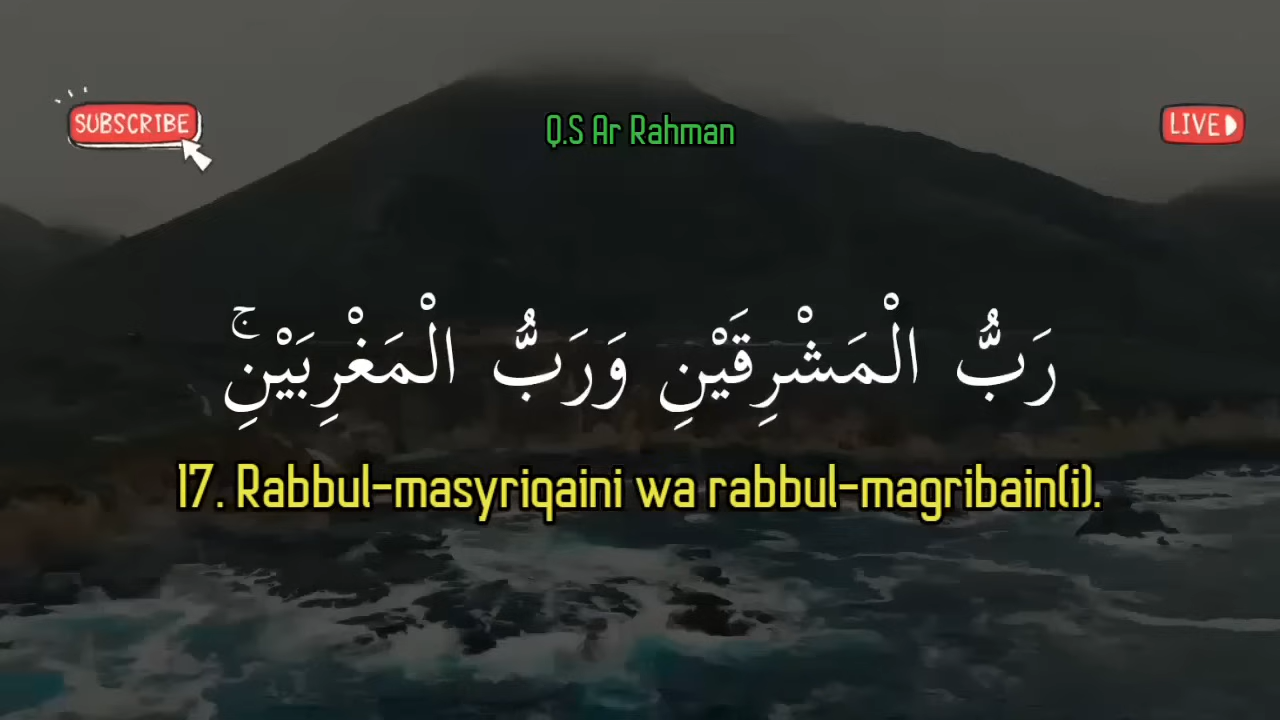 SUBSCRIBE
Q.S Ar Rahman
LIVE
رَبُّ الْمَشْرِقَيْنِ وَرَبُّ الْمَغْرِبَيْنِۚ
17. Rabbul-masyriqaini wa rabbul-magribain(i).